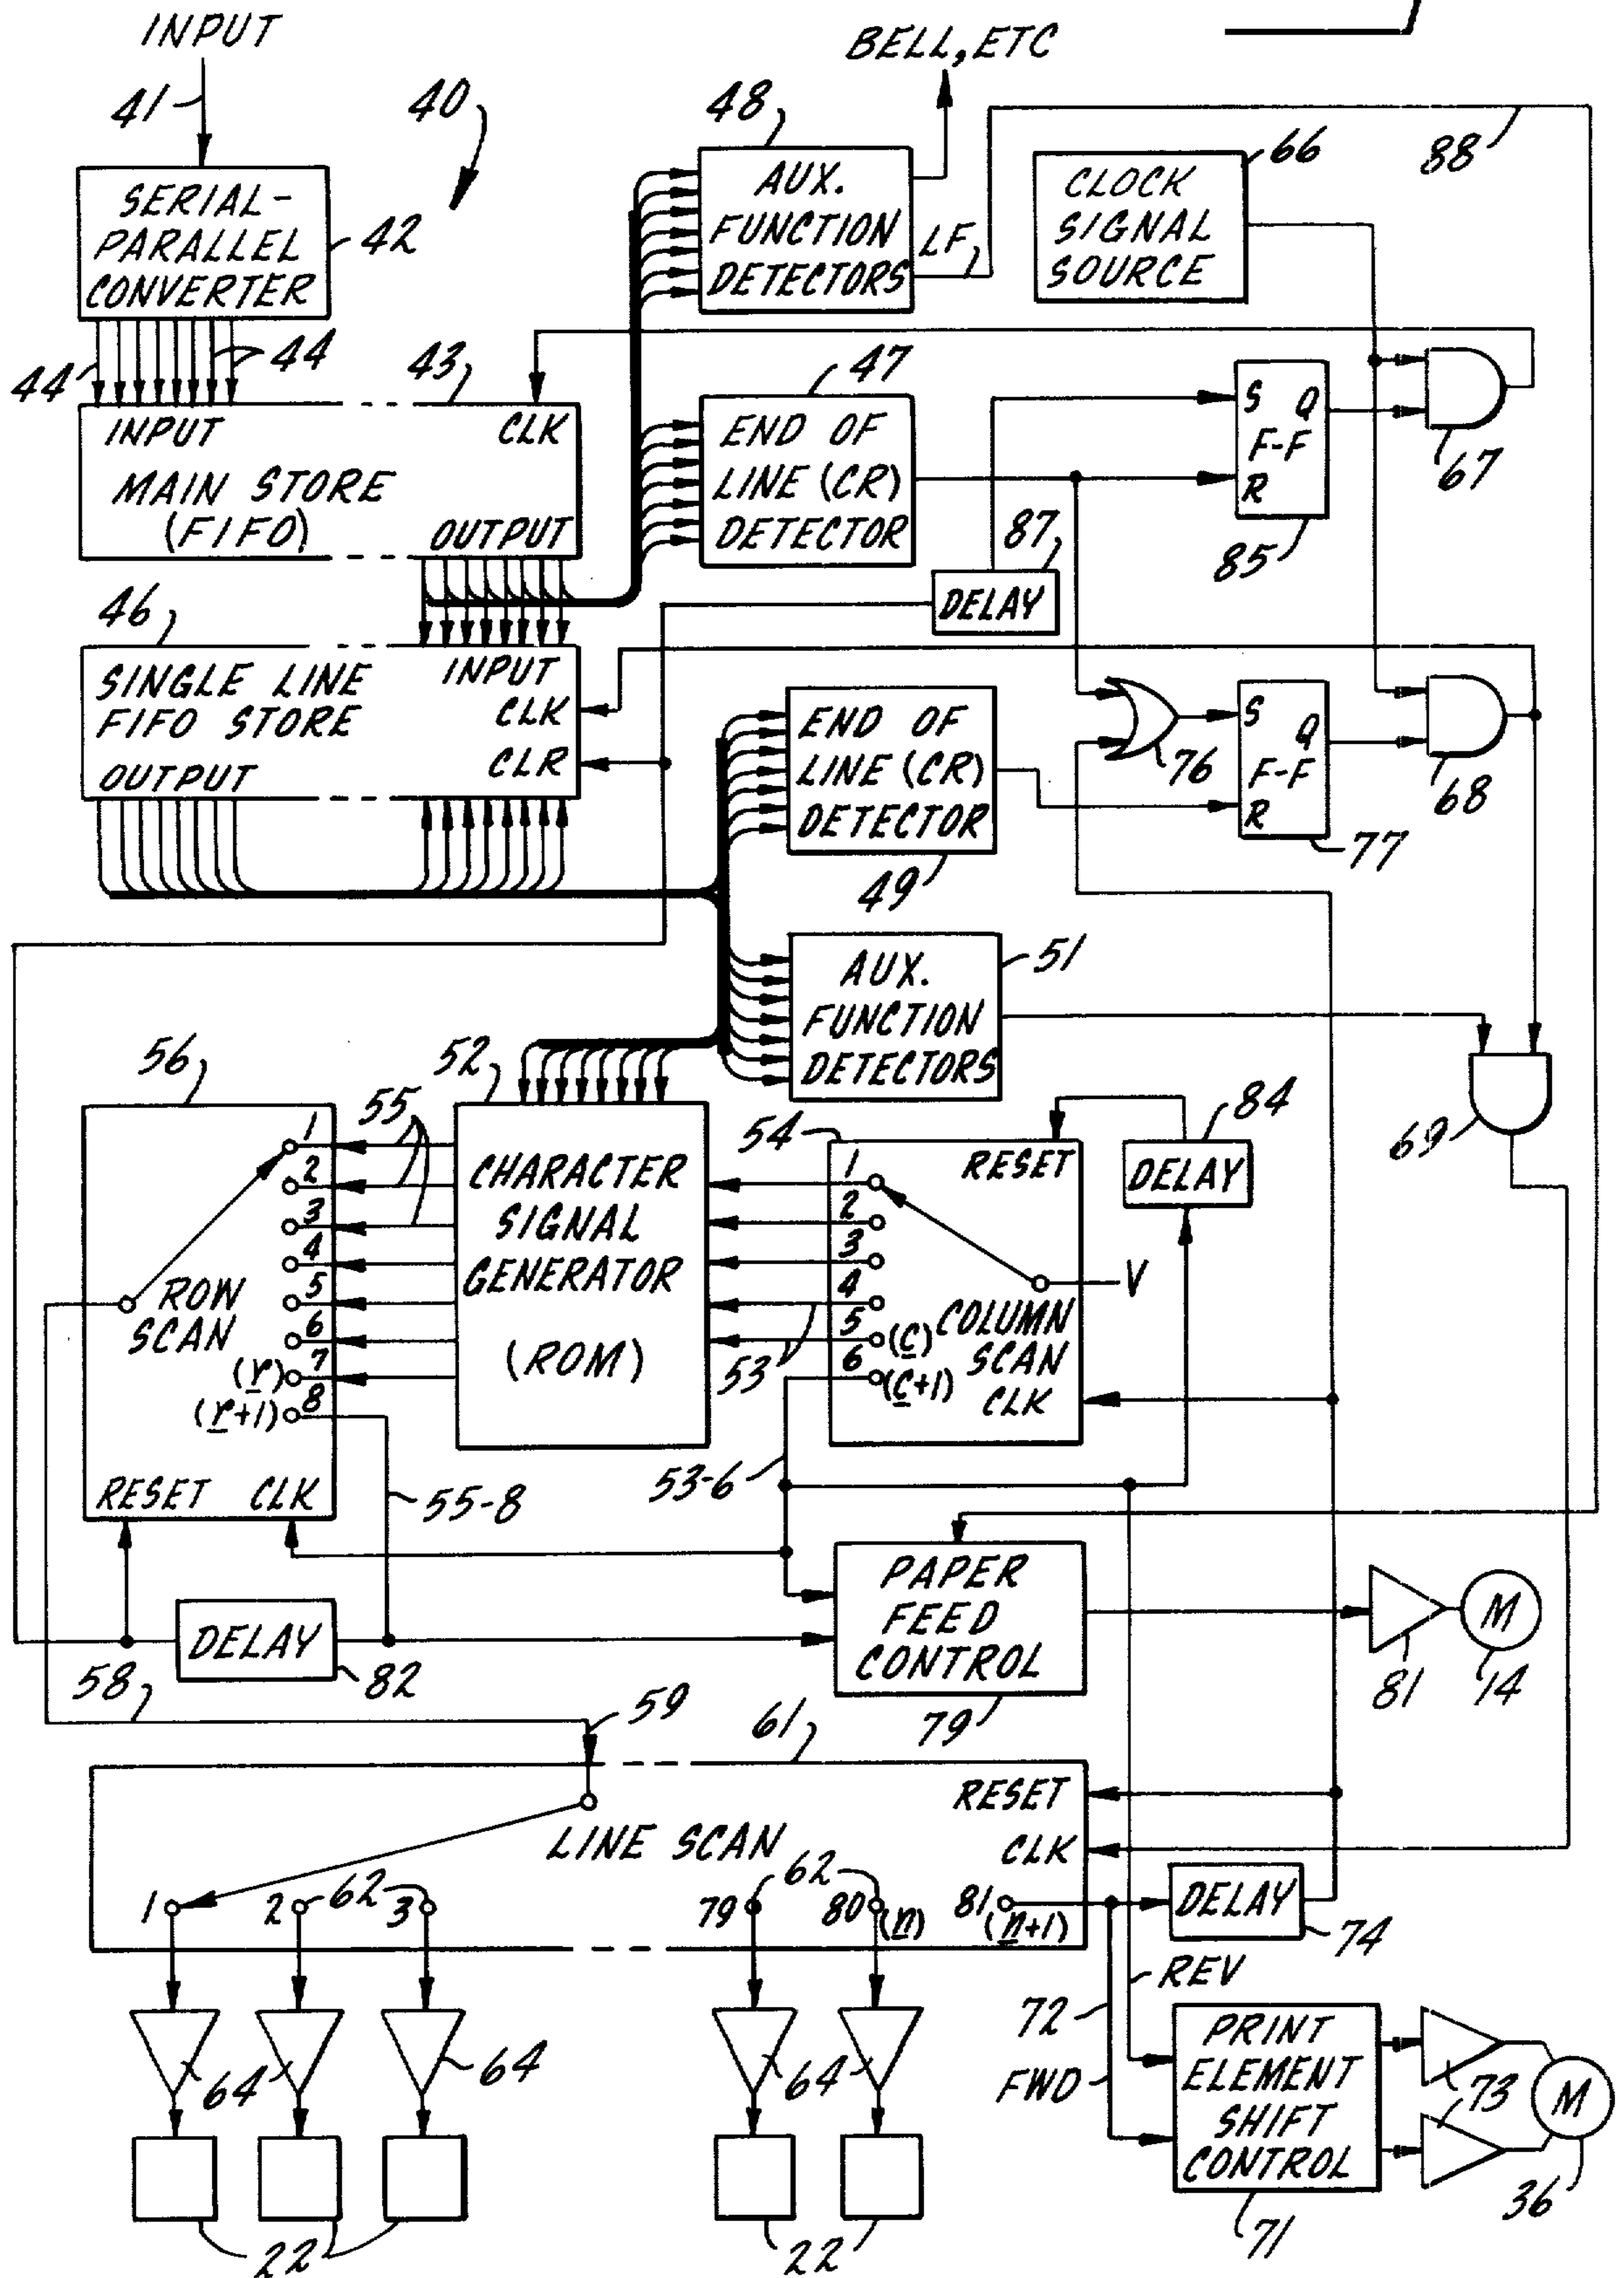 INPUT
41
40
SERIAL-
PARALLEL
CONVERTER
42
44
44
43
INPUT
CLK
MAIN STORE
(FIFO)
OUTPUT
46
SINGLE LINE
FIFO STORE
INPUT
CLK
CLR
OUTPUT
BELL, ETC
48
AUX.
FUNCTION
DETECTORS
LF
88
66
CLOCK
SIGNAL
SOURCE
47
END OF
LINE (CR)
DETECTOR
87
DELAY
S
Q
F-F
R
85
67
END OF
LINE (CR)
DETECTOR
49
76
S
Q
F-F
R
77
68
AUX.
FUNCTION
DETECTORS
51
69
56
1
2
3
4
5
6
7
8
(r)
(r+1)
ROW
SCAN
RESET
CLK
55
55-8
52
CHARACTER
SIGNAL
GENERATOR
(ROM)
54
1
2
3
4
5
6
(c)
(c+1)
RESET
V
COLUMN
SCAN
CLK
53
53-6
84
DELAY
DELAY
82
58
PAPER
FEED
CONTROL
79
81
M
14
59
61
LINE SCAN
RESET
CLK
1
2
62
3
79
62
80
(n)
81
(n+1)
DELAY
74
64
64
64
22
22
REV
72
FWD
PRINT
ELEMENT
SHIFT
CONTROL
71
73
M
36